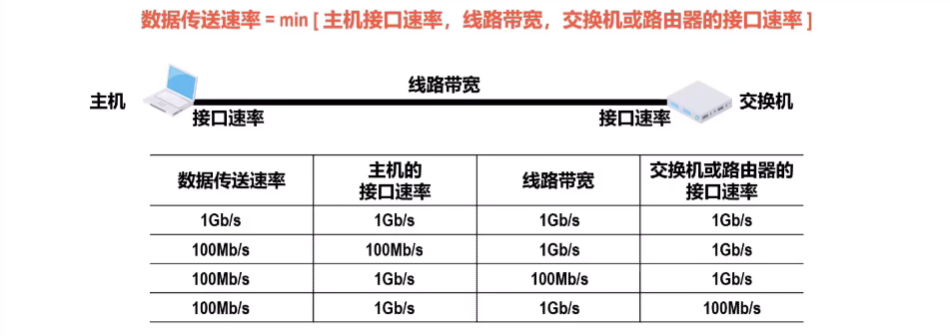 数据传送速率 = min [ 主机接口速率，线路带宽，交换机或路由器的接口速率 ]
线路带宽
主机
交换机
接口速率
接口速率
数据传送速率
主机的
接口速率
线路带宽
交换机或路由器的
接口速率
1Gb/s 1Gb/s 1Gb/s 1Gb/s
100Mb/s 100Mb/s 1Gb/s 1Gb/s
100Mb/s 1Gb/s 100Mb/s 1Gb/s
100Mb/s 1Gb/s 1Gb/s 100Mb/s